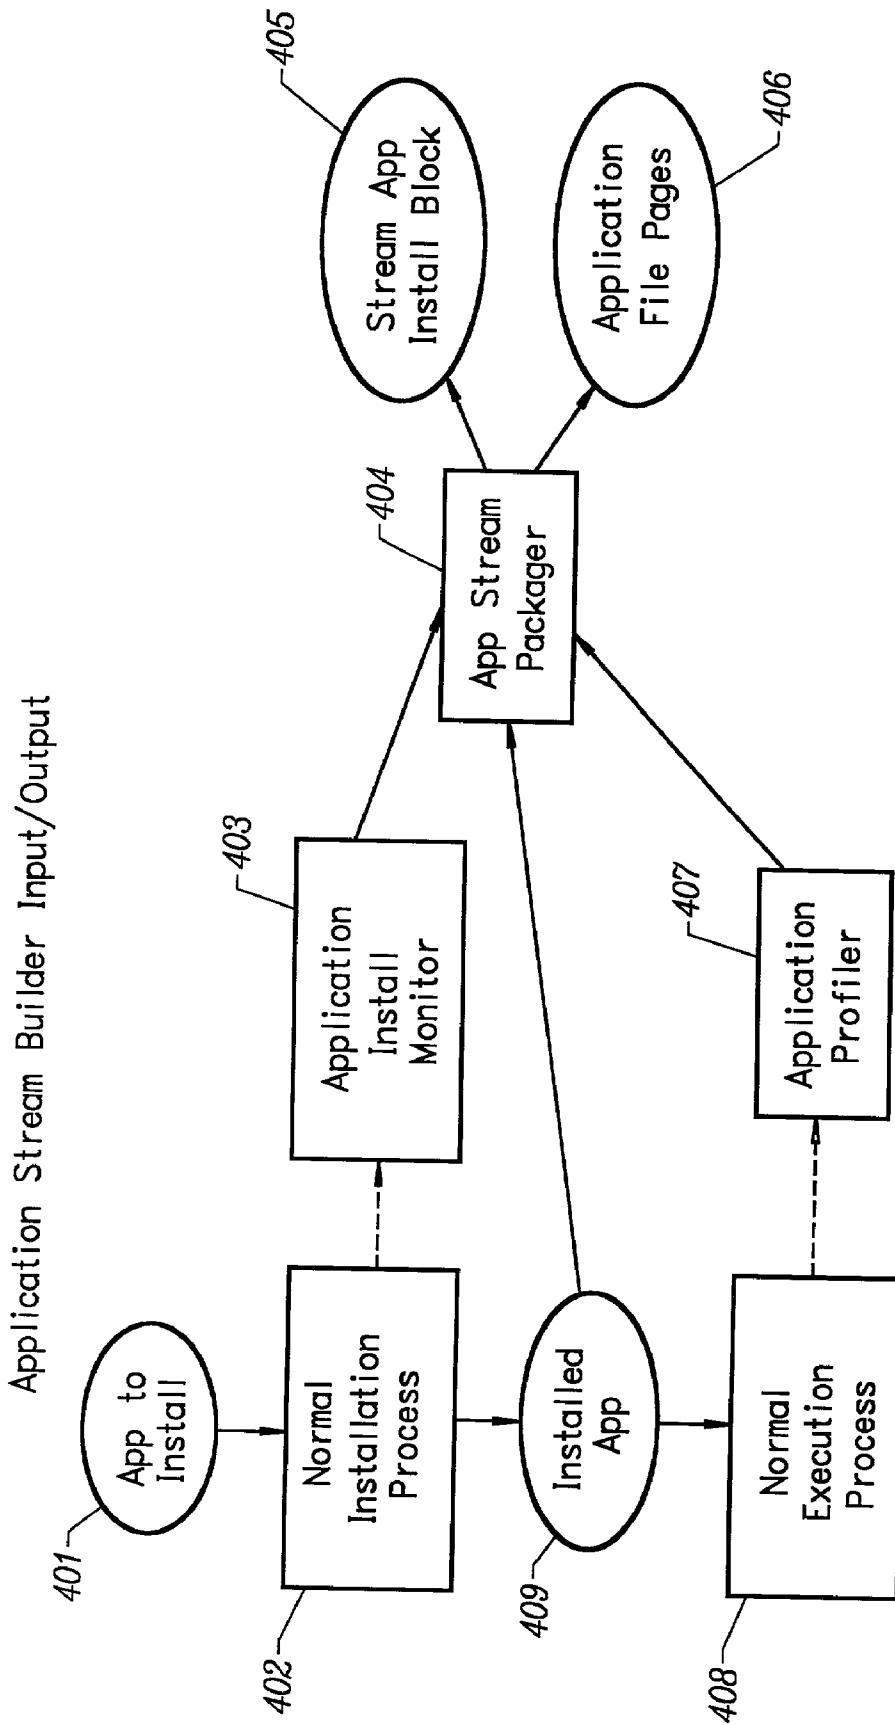 Application Stream Builder Input/Output
401
App to
Install
402
Normal
Installation
Process
403
Application
Install
Monitor
404
App Stream
Packager
405
Stream App
Install Block
406
Application
File Pages
407
Application
Profiler
408
Normal
Execution
Process
409
Installed
App